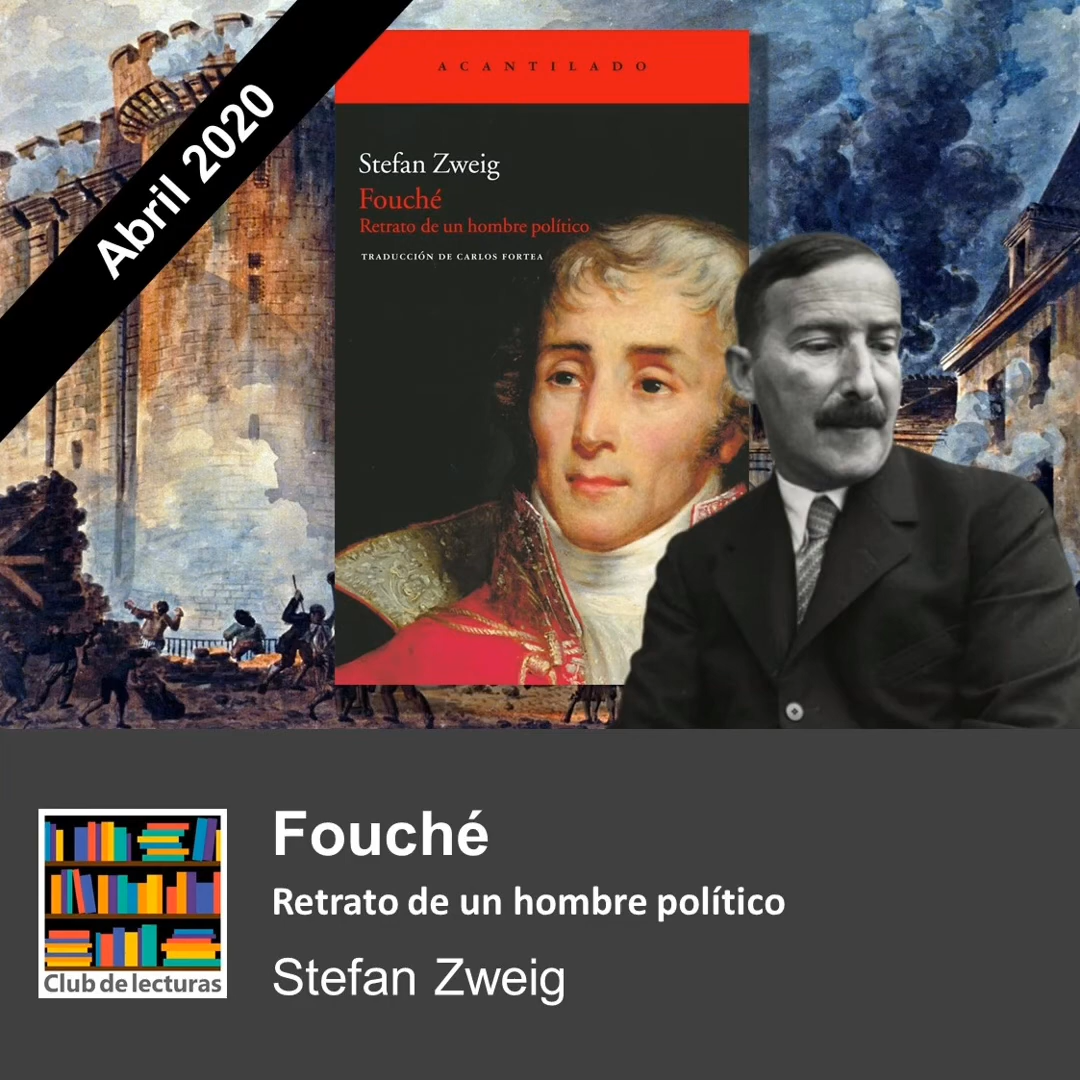 Abril 2020
ACANTILADO
Stefan Zweig
Fouché
Retrato de un hombre político
TRADUCCIÓN DE CARLOS FORTEA
Fouché
Retrato de un hombre político
Stefan Zweig
Club de lecturas